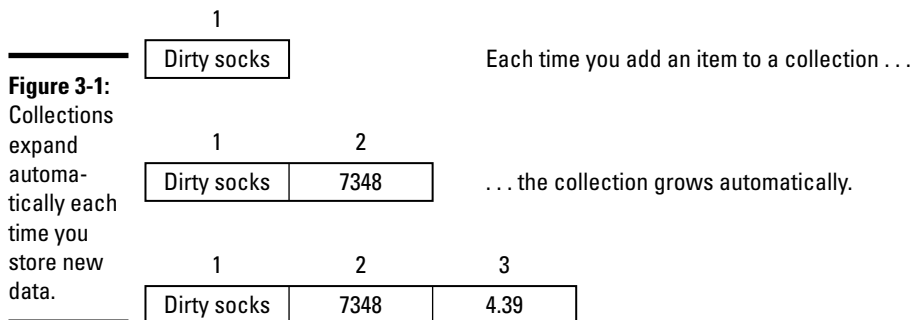 Figure 3-1:
Collections
expand
automa-
tically each
time you
store new
data.
1
Dirty socks
Each time you add an item to a collection . . .
1 2
Dirty socks 7348
. . . the collection grows automatically.
1 2 3
Dirty socks 7348 4.39